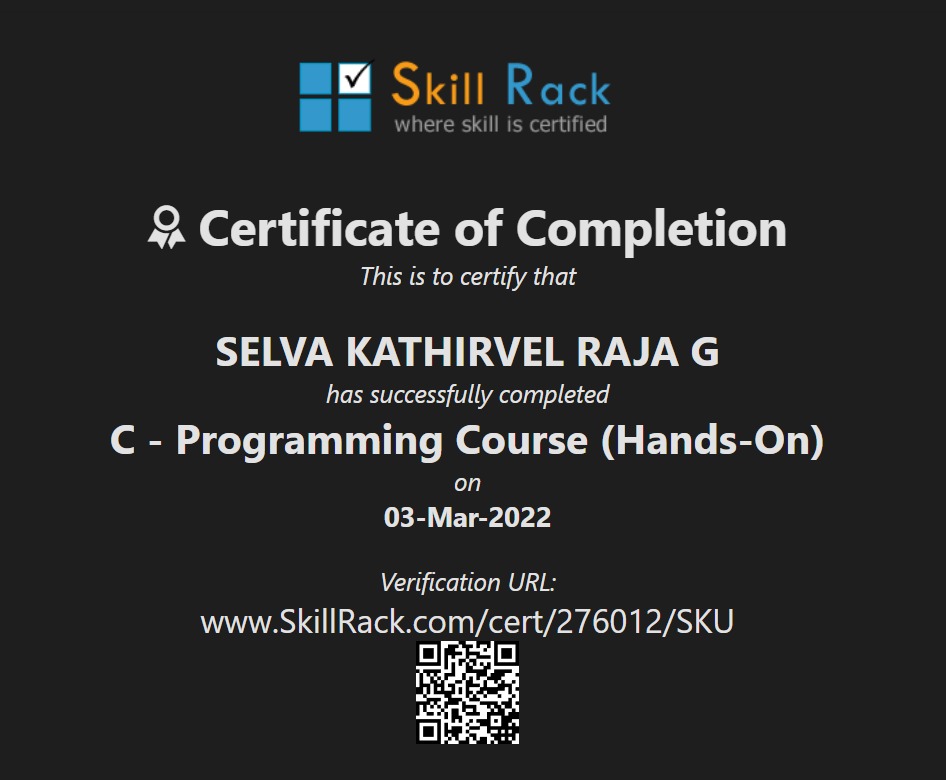 Skill Rack
where skill is certified
Certificate of Completion
This is to certify that
SELVA KATHIRVEL RAJA G
has successfully completed
C - Programming Course (Hands-On)
on
03-Mar-2022
Verification URL:
www.SkillRack.com/cert/276012/SKU